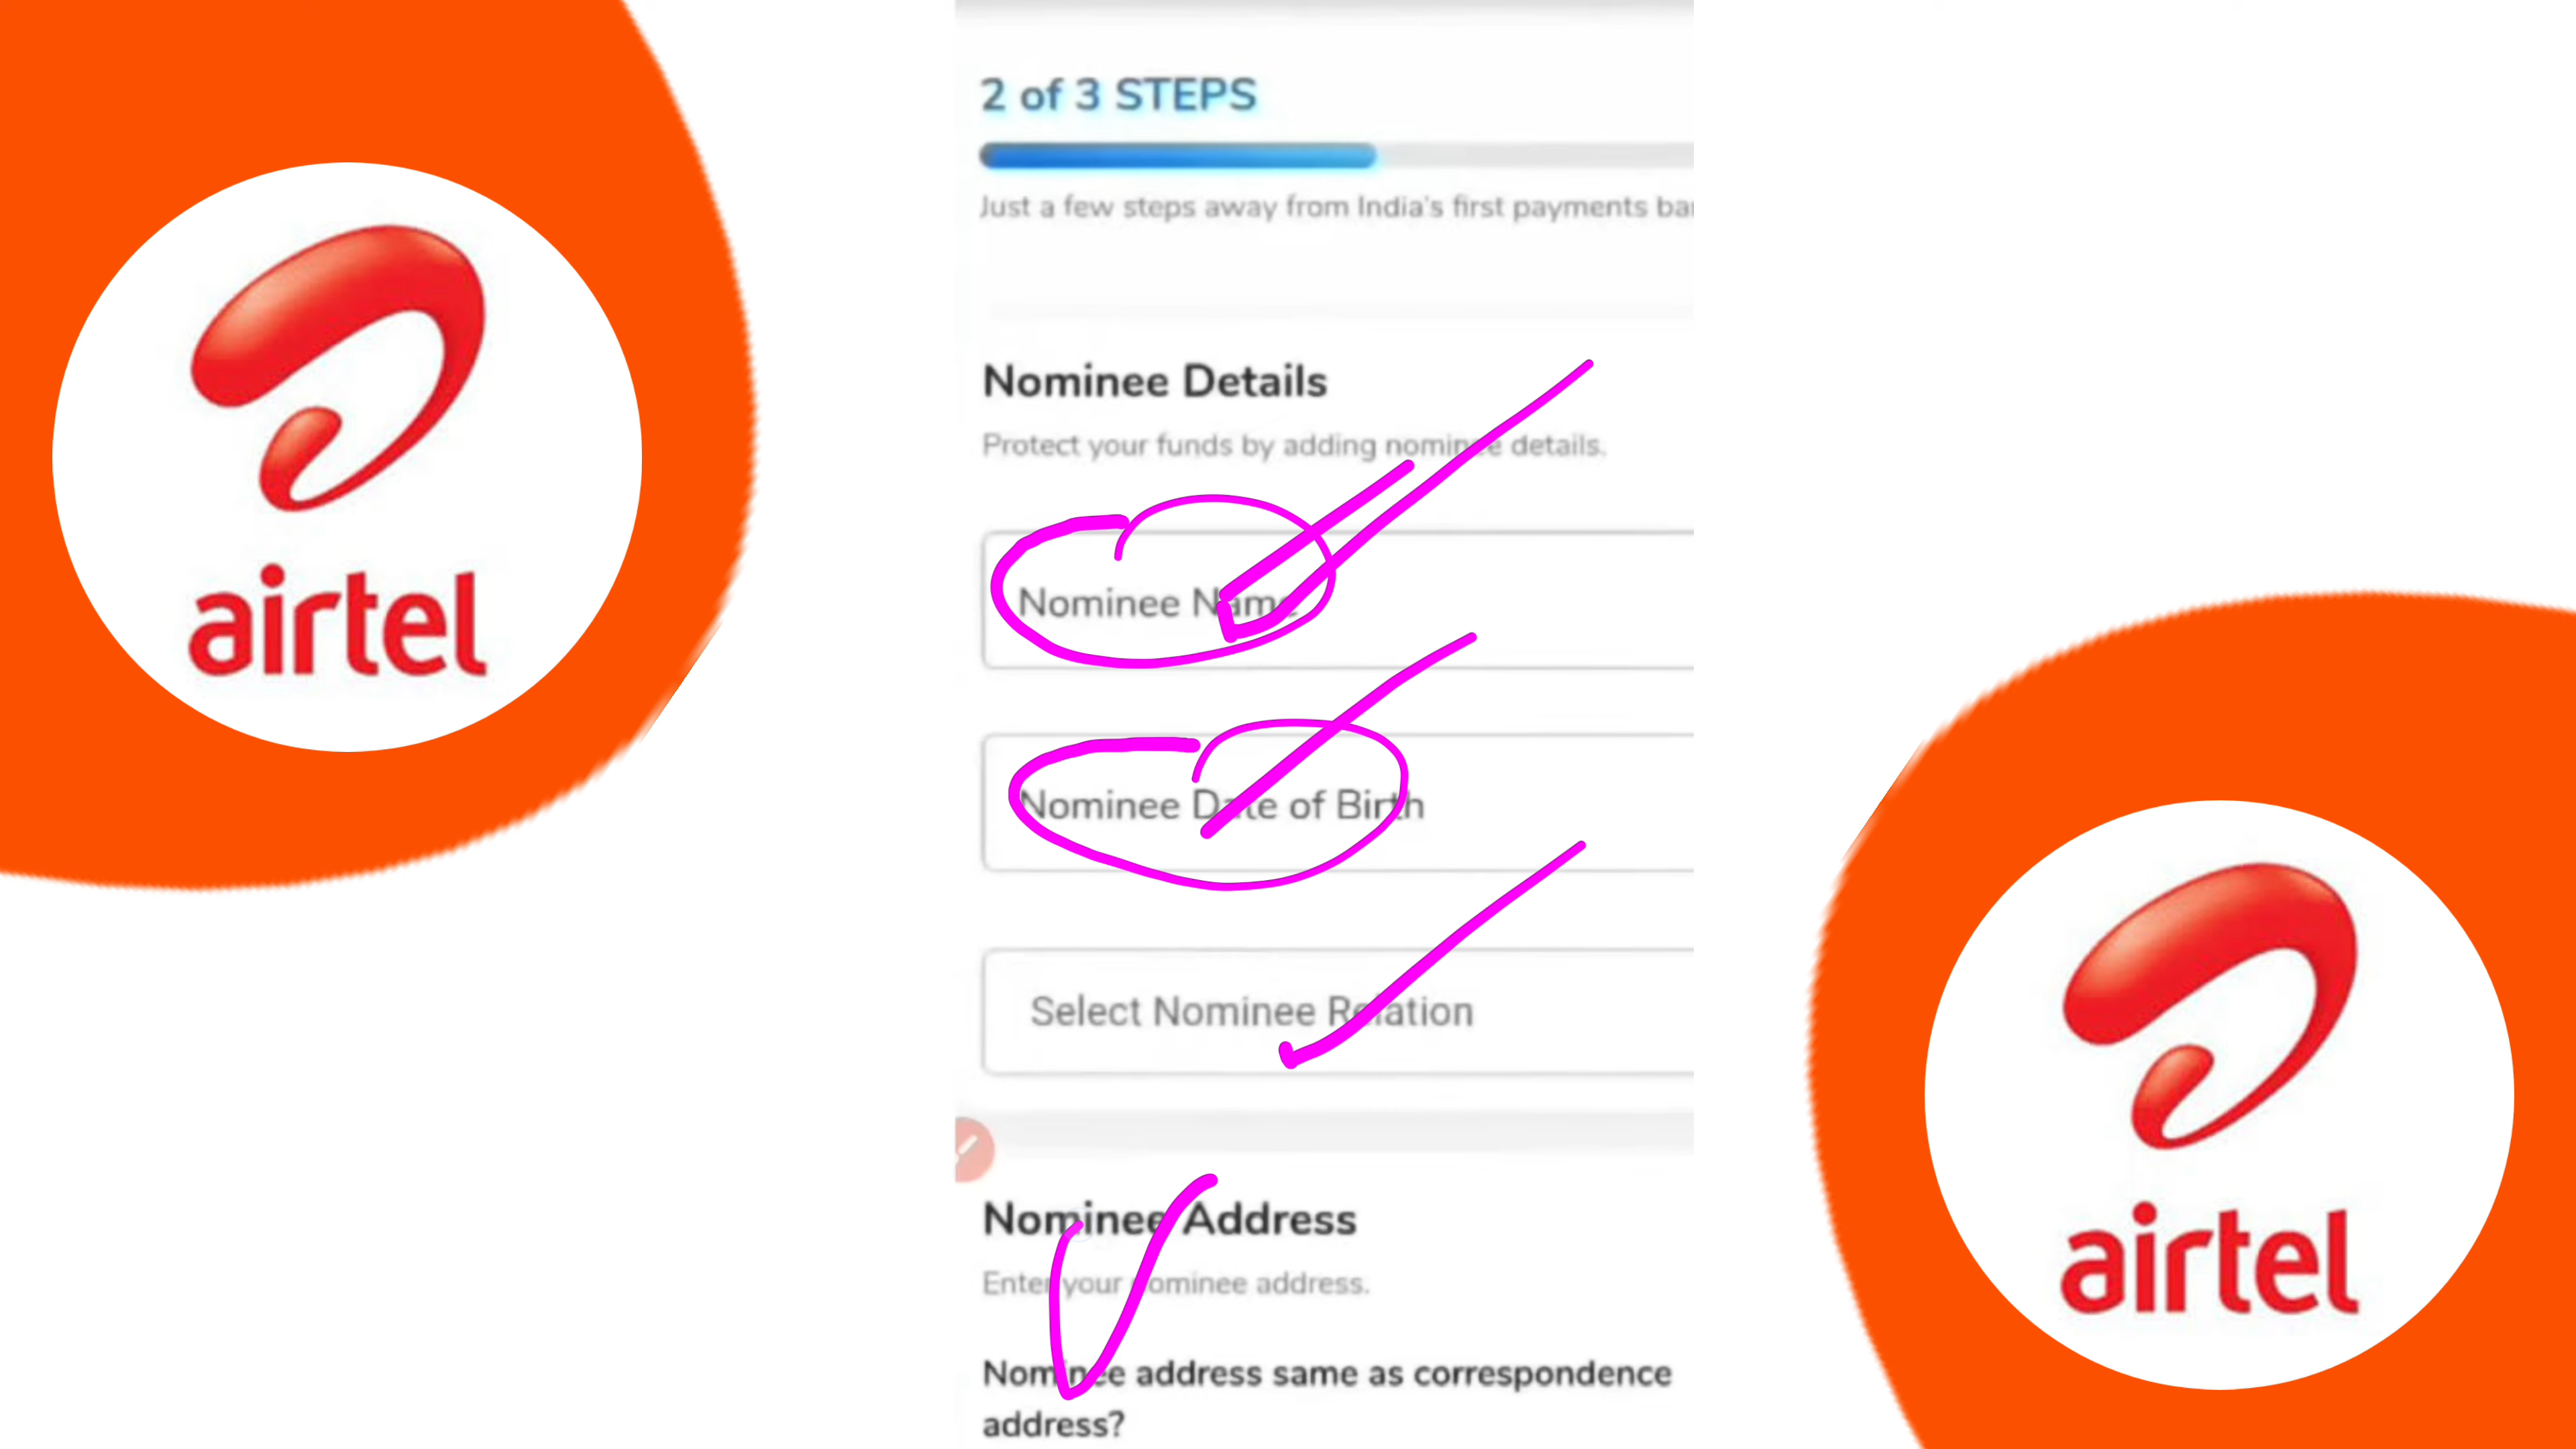 airtel
2 of 3 STEPS
Just a few steps away from India's first payments
Nominee Details
Protect your funds by adding nominee details.
Nominee Name
Nominee Date of Birth
Select Nominee Relation
Nominee Address
Enter your nominee address.
Nominee address same as correspondence
address?
airtel